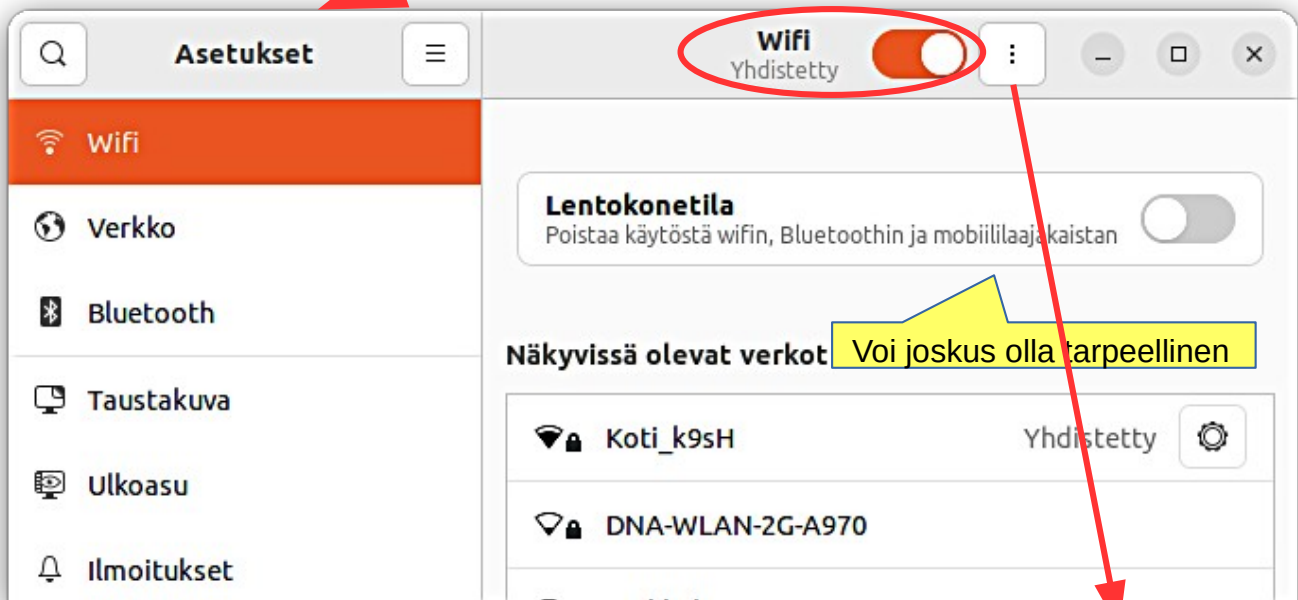 Asetukset
Wifi
Yhdistetty
Wifi
Verkko
Bluetooth
Taustakuva
Ulkoasu
Ilmoitukset
Lentokonetila
Poistaa käytöstä wifin, Bluetoothin ja mobiililaajakaistan
Voi joskus olla tarpeellinen
Näkyvissä olevat verkot
Koti_k9sH
Yhdistetty
DNA-WLAN-2G-A970